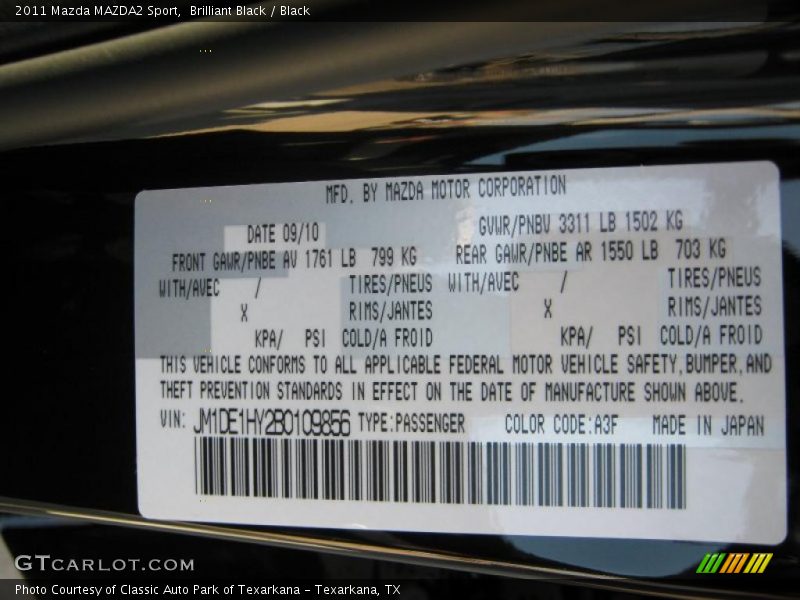 2011 Mazda MAZDA2 Sport,  Brilliant Black / Black
MFD. BY MAZDA MOTOR CORPORATION
DATE 09/10 GVWR/PNBV 3311 LB 1502 KG
FRONT GAWR/PNBE AV 1761 LB 799 KG REAR GAWR/PNBE AR 1550 LB 703 KG
WITH/AVEC / TIRES/PNEUS WITH/AVEC / TIRES/PNEUS
X RIMS/JANTES X RIMS/JANTES
KPA/ PSI COLD/A FROID KPA/ PSI COLD/A FROID
THIS VEHICLE CONFORMS TO ALL APPLICABLE FEDERAL MOTOR VEHICLE SAFETY,BUMPER,AND
THEFT PREVENTION STANDARDS IN EFFECT ON THE DATE OF MANUFACTURE SHOWN ABOVE.
VIN: JM1DE1HY2B0109856 TYPE:PASSENGER COLOR CODE:A3F MADE IN JAPAN
GTCARLOT.COM
Photo Courtesy of Classic Auto Park of Texarkana – Texarkana, TX